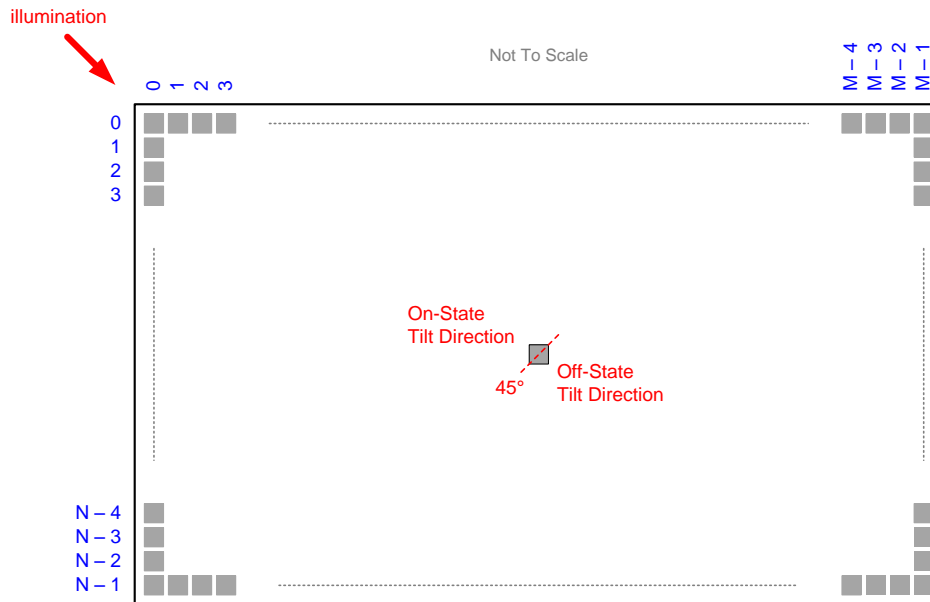 illumination
Not To Scale
0 1 2 3
M – 4 M – 3 M – 2 M – 1
0
1
2
3
On-State
Tilt Direction
Off-State
Tilt Direction
45°
N – 4
N – 3
N – 2
N – 1